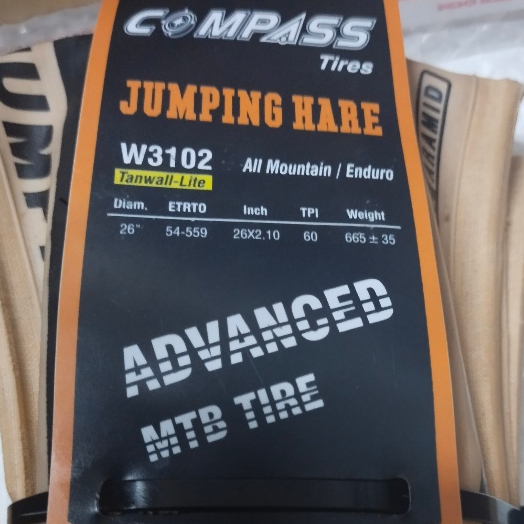 COMPASS
Tires
JUMPING HARE
W3102
All Mountain / Enduro
Tanwall-Lite
Diam. ETRTO Inch TPI Weight
26" 54-559 26X2.10 60 665 ± 35
ADVANCED
MTB TIRE